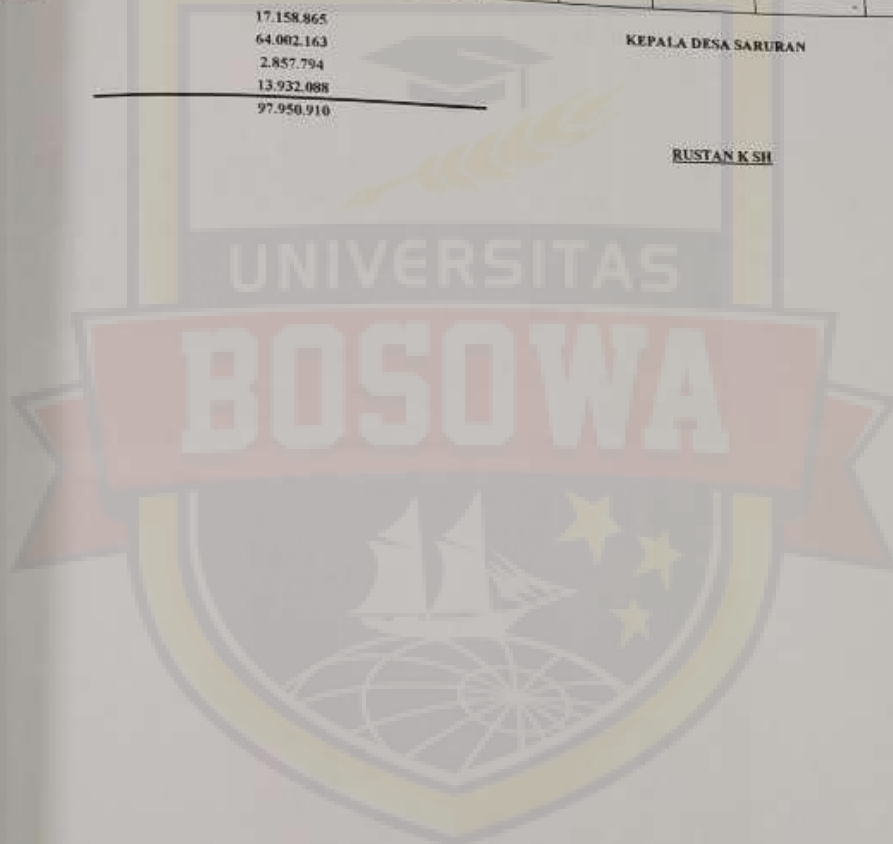 17.158.865
64.002.163
2.857.794
13.932.088
97.950.910
KEPALA DESA SARURAN
RUSTAN K SH
UNIVERSITAS
BOSOWA